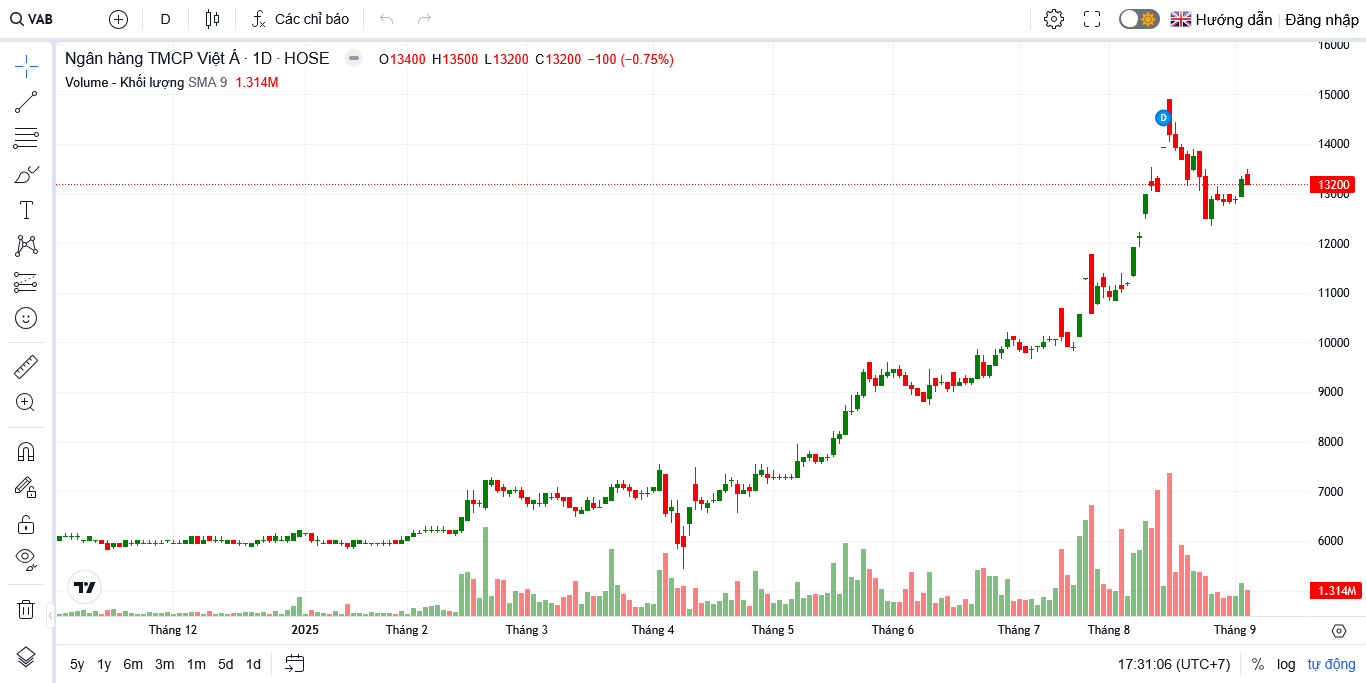 VAB D Các chỉ báo Hướng dẫn Đăng nhập
Ngân hàng TMCP Việt Á · 1D · HOSE O13400 H13500 L13200 C13200 −100 (−0.75%)
Volume - Khối lượng SMA 9 1.314M
16000
15000
D
14000
13200
13000
12000
11000
10000
9000
8000
7000
6000
1.314M
Tháng 12 2025 Tháng 2 Tháng 3 Tháng 4 Tháng 5 Tháng 6 Tháng 7 Tháng 8 Tháng 9
5y 1y 6m 3m 1m 5d 1d 17:31:06 (UTC+7) % log tự động